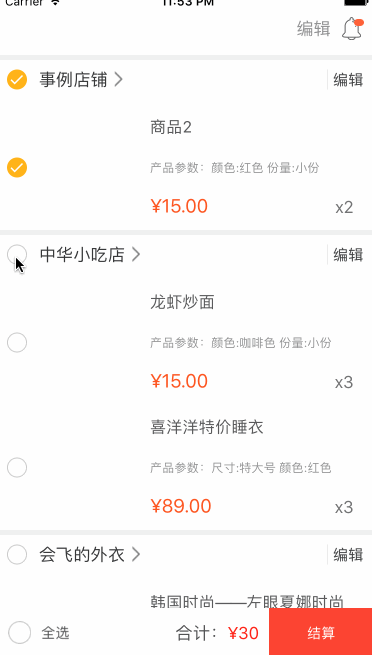 Carrier 11:53 PM
编辑
事例店铺 编辑
商品2
产品参数：颜色:红色 份量:小份
¥15.00 x2
中华小吃店 编辑
龙虾炒面
产品参数：颜色:咖啡色 份量:小份
¥15.00 x3
喜洋洋特价睡衣
产品参数：尺寸:特大号 颜色:红色
¥89.00 x3
会飞的外衣 编辑
韩国时尚——左眼夏娜时尚
全选 合计：¥30 结算